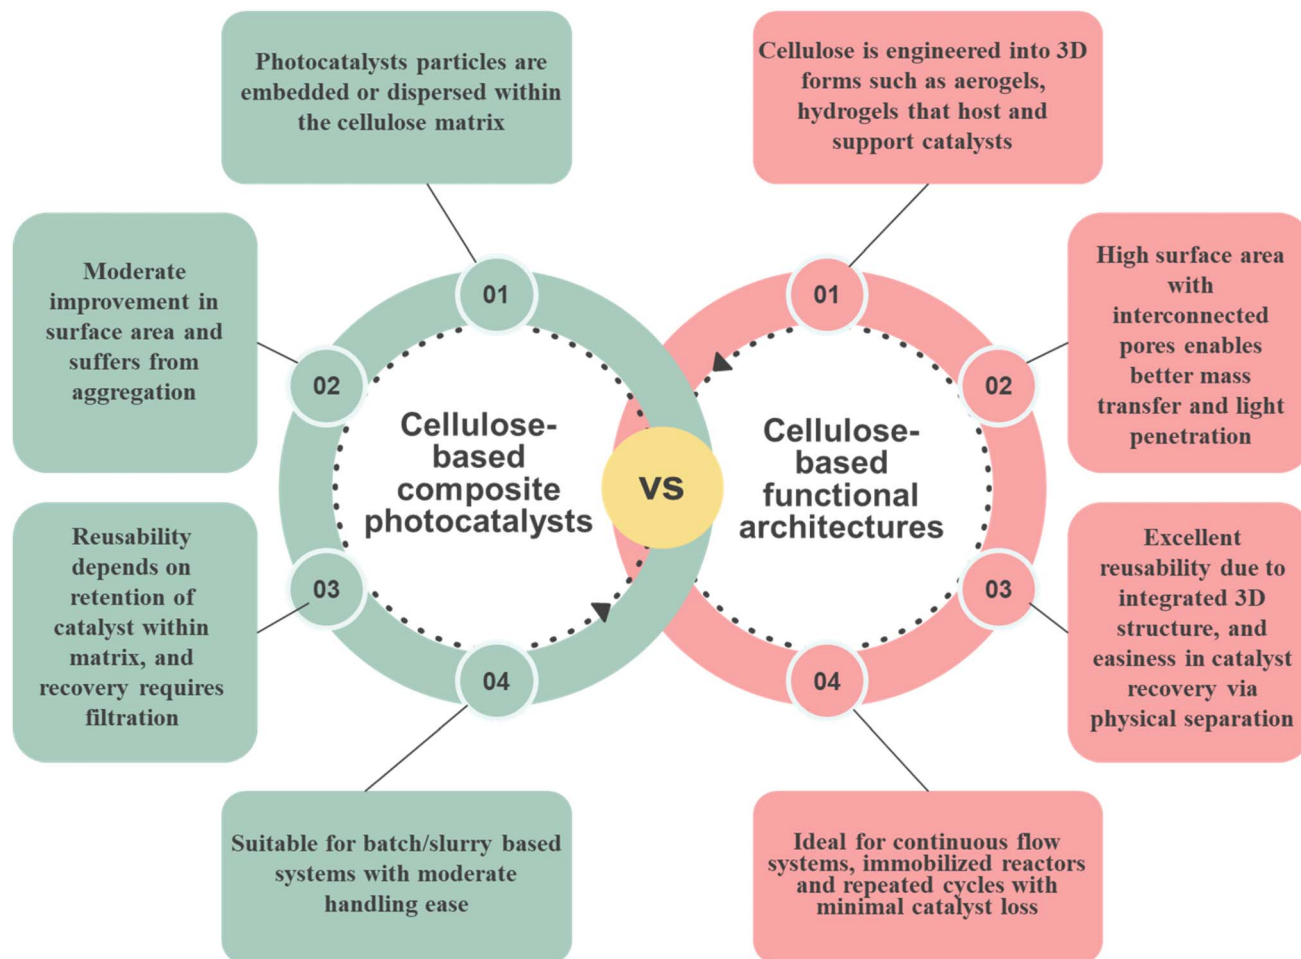 Photocatalysts particles are
embedded or dispersed within
the cellulose matrix
Moderate
improvement in
surface area and
suffers from
aggregation
Reusability
depends on
retention of
catalyst within
matrix, and
recovery requires
filtration
Suitable for batch/slurry based
systems with moderate
handling ease
01
02
03
04
Cellulose-
based
composite
photocatalysts
vs
Cellulose-
based
functional
architectures
01
02
03
04
Cellulose is engineered into 3D
forms such as aerogels,
hydrogels that host and
support catalysts
High surface area
with
interconnected
pores enables
better mass
transfer and light
penetration
Excellent
reusability due to
integrated 3D
structure, and
easiness in catalyst
recovery via
physical separation
Ideal for continuous flow
systems, immobilized reactors
and repeated cycles with
minimal catalyst loss